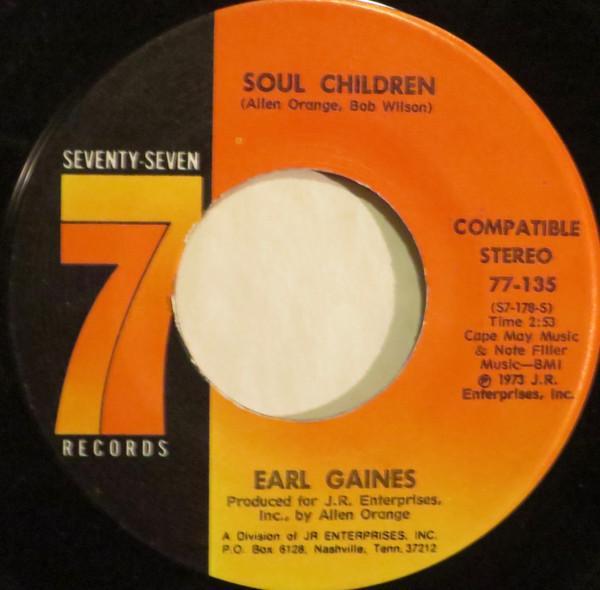 SOUL CHILDREN
(Allen Orange, Bob Wilson)
SEVENTY-SEVEN
77
RECORDS
COMPATIBLE
STEREO
77-135
(S7-178-S)
Time 2:53
Cape May Music
& Note Filler
Music—BMI
℗ 1973 J.R.
Enterprises, Inc.
EARL GAINES
Produced for J.R. Enterprises,
Inc., by Allen Orange
A Division of JR ENTERPRISES, INC.
P.O. Box 6128, Nashville, Tenn. 37212